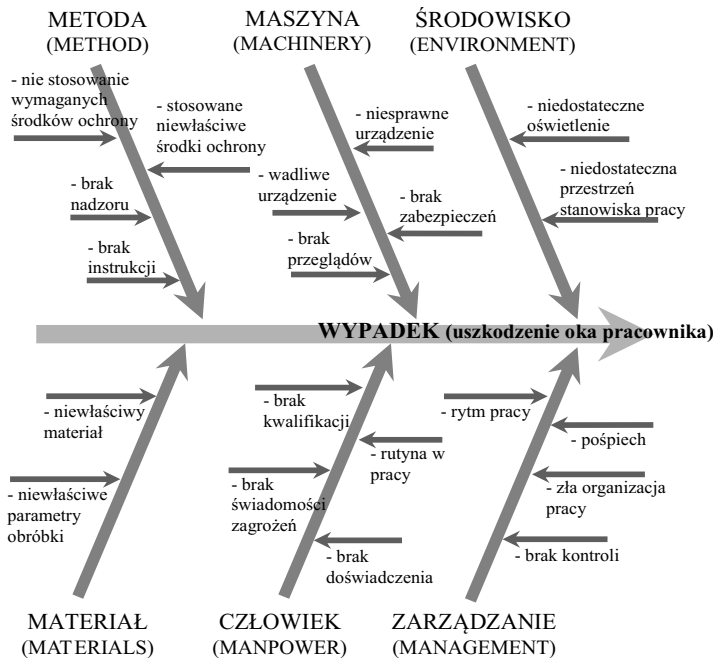 METODA
(METHOD)
MASZYNA
(MACHINERY)
ŚRODOWISKO
(ENVIRONMENT)
- nie stosowanie
wymaganych
środków ochrony
- stosowane
niewłaściwe
środki ochrony
- brak
nadzoru
- brak
instrukcji
- niesprawne
urządzenie
- wadliwe
urządzenie
- brak
zabezpieczeń
- brak
przeglądów
- niedostateczne
oświetlenie
- niedostateczna
przestrzeń
stanowiska pracy
WYPADEK (uszkodzenie oka pracownika)
- niewłaściwy
materiał
- niewłaściwe
parametry
obróbki
- brak
kwalifikacji
- rutyna w
pracy
- brak
świadomości
zagrożeń
- brak
doświadczenia
- rytm pracy
- pośpiech
- zła organizacja
pracy
- brak kontroli
MATERIAŁ
(MATERIALS)
CZŁOWIEK
(MANPOWER)
ZARZĄDZANIE
(MANAGEMENT)